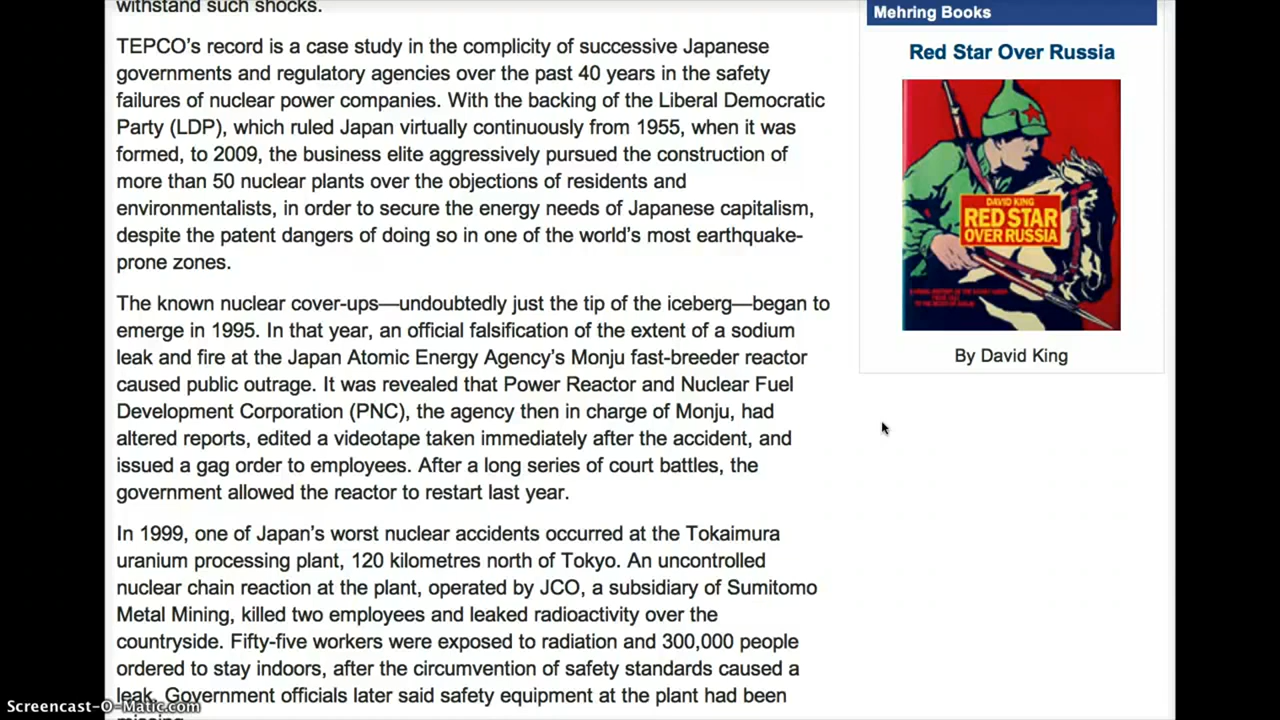 withstand such shocks.
TEPCO's record is a case study in the complicity of successive Japanese
governments and regulatory agencies over the past 40 years in the safety
failures of nuclear power companies. With the backing of the Liberal Democratic
Party (LDP), which ruled Japan virtually continuously from 1955, when it was
formed, to 2009, the business elite aggressively pursued the construction of
more than 50 nuclear plants over the objections of residents and
environmentalists, in order to secure the energy needs of Japanese capitalism,
despite the patent dangers of doing so in one of the world's most earthquake-
prone zones.
The known nuclear cover-ups—undoubtedly just the tip of the iceberg—began to
emerge in 1995. In that year, an official falsification of the extent of a sodium
leak and fire at the Japan Atomic Energy Agency's Monju fast-breeder reactor
caused public outrage. It was revealed that Power Reactor and Nuclear Fuel
Development Corporation (PNC), the agency then in charge of Monju, had
altered reports, edited a videotape taken immediately after the accident, and
issued a gag order to employees. After a long series of court battles, the
government allowed the reactor to restart last year.
In 1999, one of Japan's worst nuclear accidents occurred at the Tokaimura
uranium processing plant, 120 kilometres north of Tokyo. An uncontrolled
nuclear chain reaction at the plant, operated by JCO, a subsidiary of Sumitomo
Metal Mining, killed two employees and leaked radioactivity over the
countryside. Fifty-five workers were exposed to radiation and 300,000 people
ordered to stay indoors, after the circumvention of safety standards caused a
leak. Government officials later said safety equipment at the plant had been
missing.
Mehring Books
Red Star Over Russia
DAVID KING
RED STAR
OVER RUSSIA
By David King
Screencast-O-Matic.com